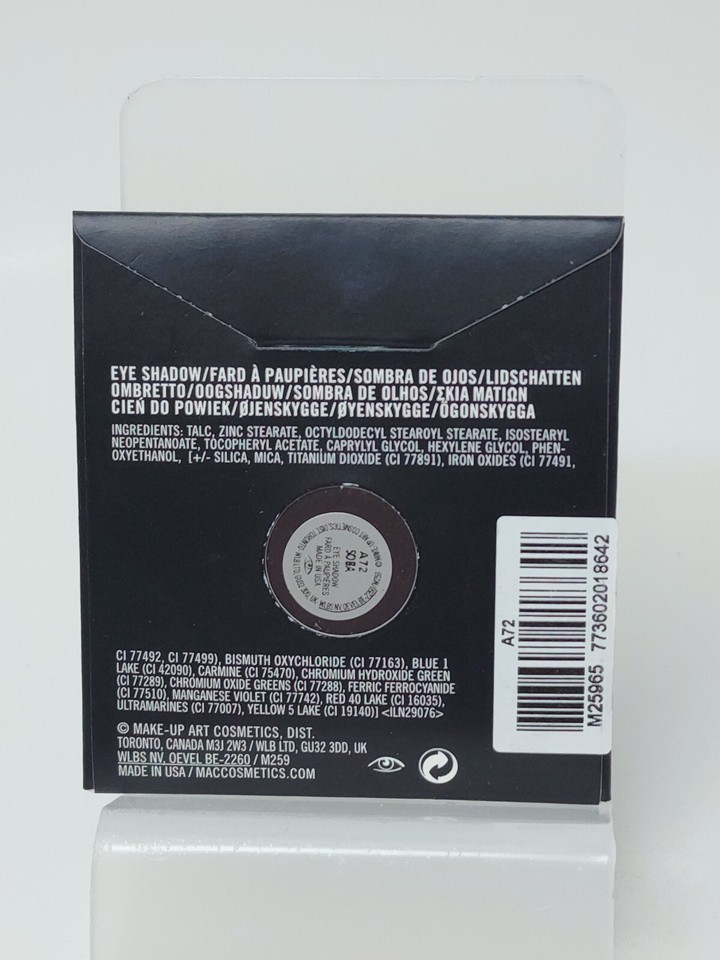 EYE SHADOW/FARD À PAUPIÈRES/SOMBRA DE OJOS/LIDSCHATTEN
OMBRETTO/OOGSHADUW/SOMBRA DE OLHOS/ΣKIA MATIΩN
CIEŃ DO POWIEK/ØJENSKYGGE/ØYENSKYGGE/ÖGONSKYGGA
INGREDIENTS: TALC, ZINC STEARATE, OCTYLDODECYL STEAROYL STEARATE, ISOSTEARYL
NEOPENTANOATE, TOCOPHERYL ACETATE, CAPRYLYL GLYCOL, HEXYLENE GLYCOL, PHEN-
OXYETHANOL, [+/- SILICA, MICA, TITANIUM DIOXIDE (CI 77891), IRON OXIDES (CI 77491,
A72
SOBA
EYE SHADOW
FARD À PAUPIÈRES
MADE IN USA
CI 77492, CI 77499), BISMUTH OXYCHLORIDE (CI 77163), BLUE 1
LAKE (CI 42090), CARMINE (CI 75470), CHROMIUM HYDROXIDE GREEN
(CI 77289), CHROMIUM OXIDE GREENS (CI 77288), FERRIC FERROCYANIDE
(CI 77510), MANGANESE VIOLET (CI 77742), RED 40 LAKE (CI 16035),
ULTRAMARINES (CI 77007), YELLOW 5 LAKE (CI 19140)] <ILN29076>
© MAKE-UP ART COSMETICS, DIST.
TORONTO, CANADA M3J 2W3 / WLB LTD, GU32 3DD, UK
WLBS NV, OEVEL BE-2260 / M259
MADE IN USA / MACCOSMETICS.COM
A72
M25965 773602018642